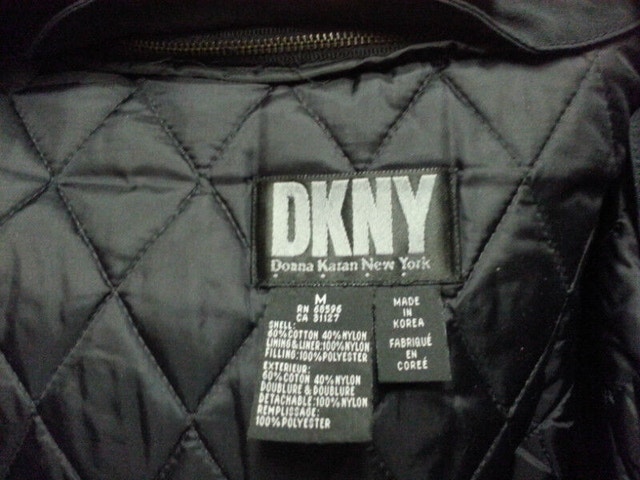 DKNY
Donna Karan New York
M
RN 68596
CA 31127
SHELL:
60%COTTON 40%NYLON
LINING&LINER:100%NYLON
FILLING:100%POLYESTER
EXTERIEUR:
60%COTON 40%NYLON
DOUBLURE & DOUBLURE
DETACHABLE:100%NYLON
REMPLISSAGE:
100%POLYESTER
MADE
IN
KOREA
FABRIQUÉ
EN
CORÉE